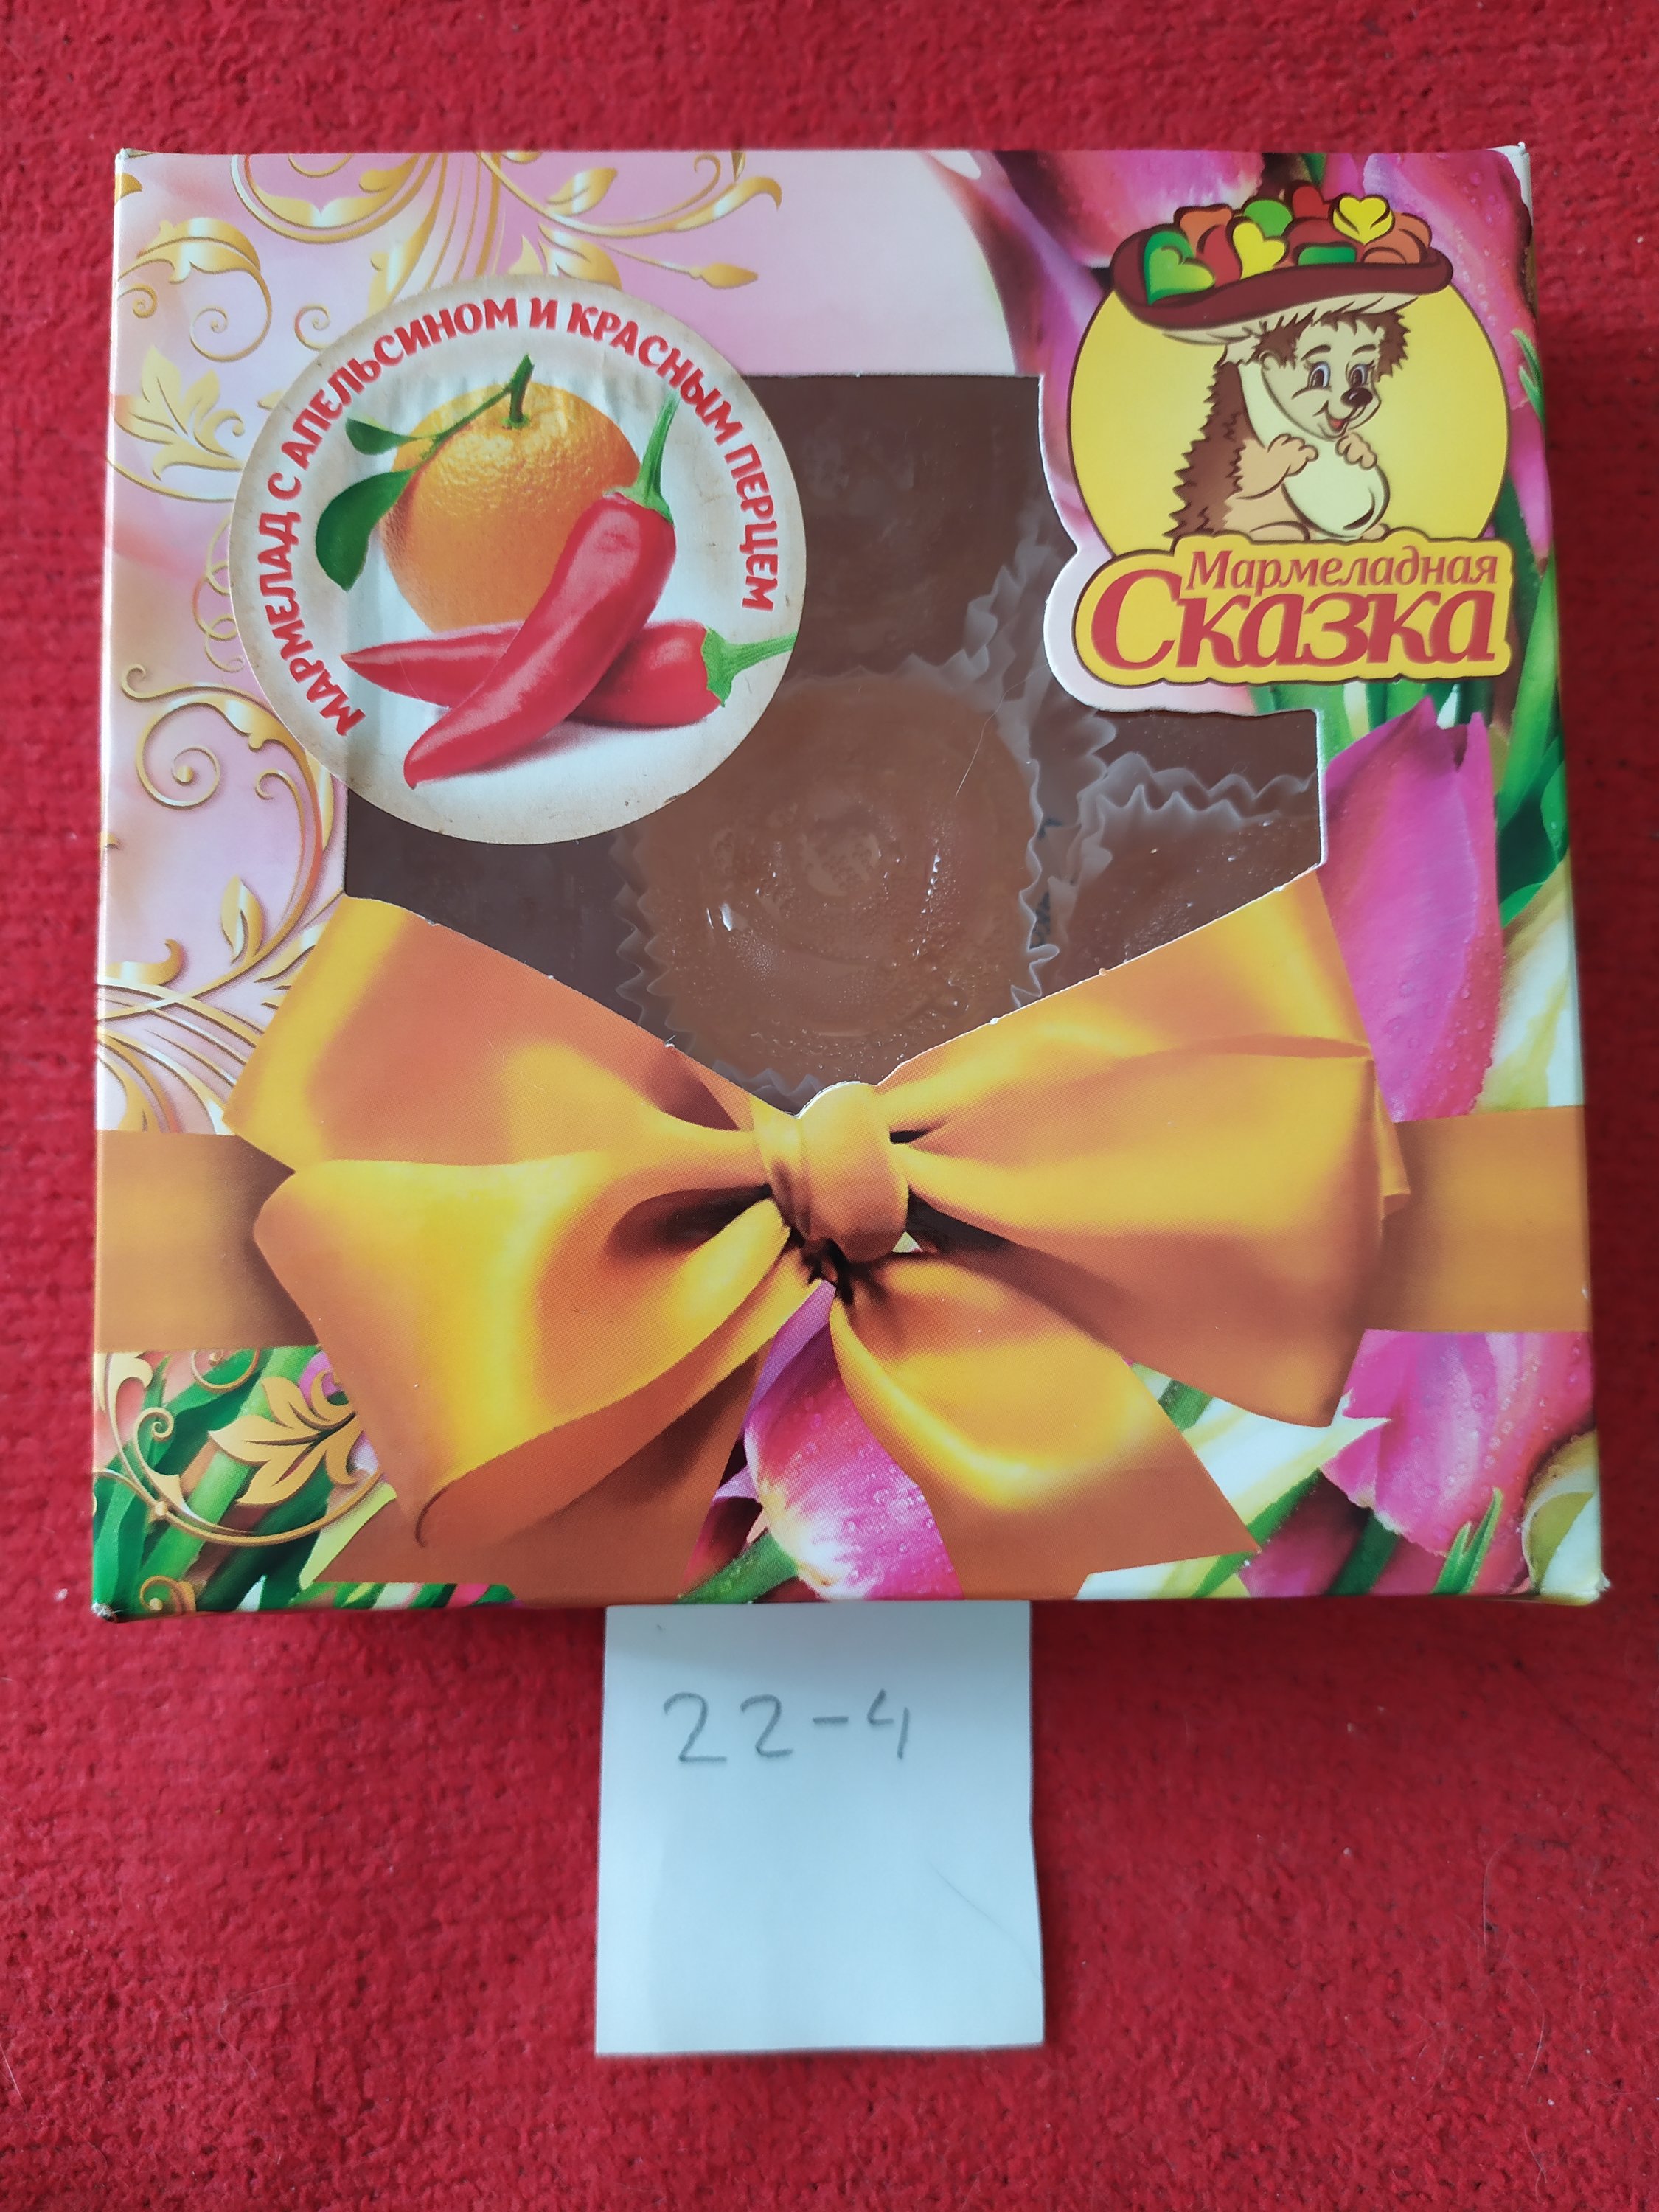 МАРМЕЛАД С АПЕЛЬСИНОМ И КРАСНЫМ ПЕРЦЕМ
Мармеладная
Сказка
22-4